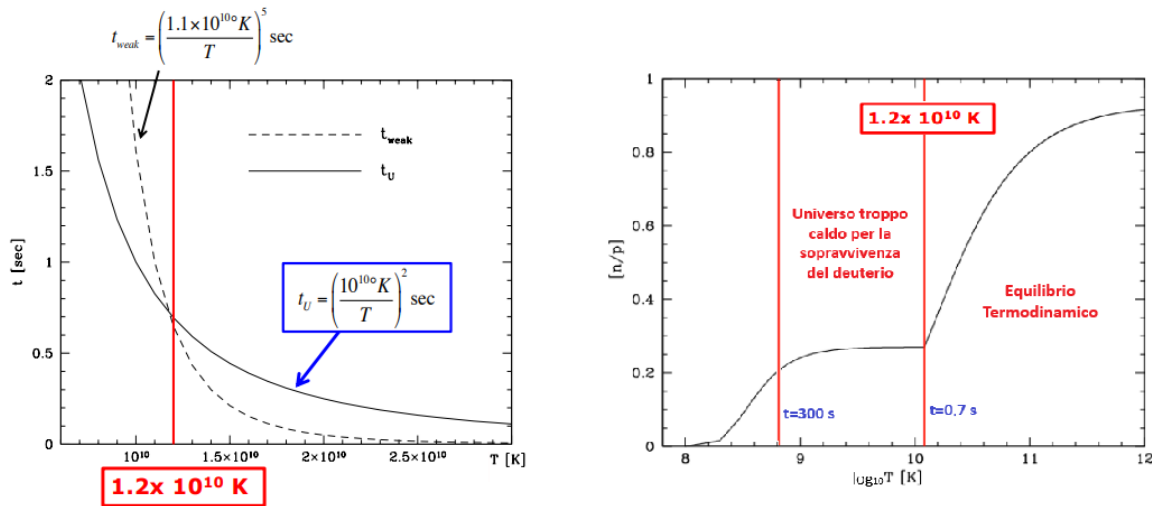 t_weak = (1.1×10^10° K / T)^5 sec
2
1.5
1
0.5
0
t [sec]
t_weak
t_U
t_U = (10^10° K / T)^2 sec
10^10
1.5×10^10
2×10^10
2.5×10^10
T [K]
1.2x 10^10 K
1
0.8
0.6
0.4
0.2
0
[n/p]
1.2x 10^10 K
Universo troppo
caldo per la
sopravvivenza
del deuterio
Equilibrio
Termodinamico
t=300 s
t=0.7 s
8
9
10
11
12
T [K]